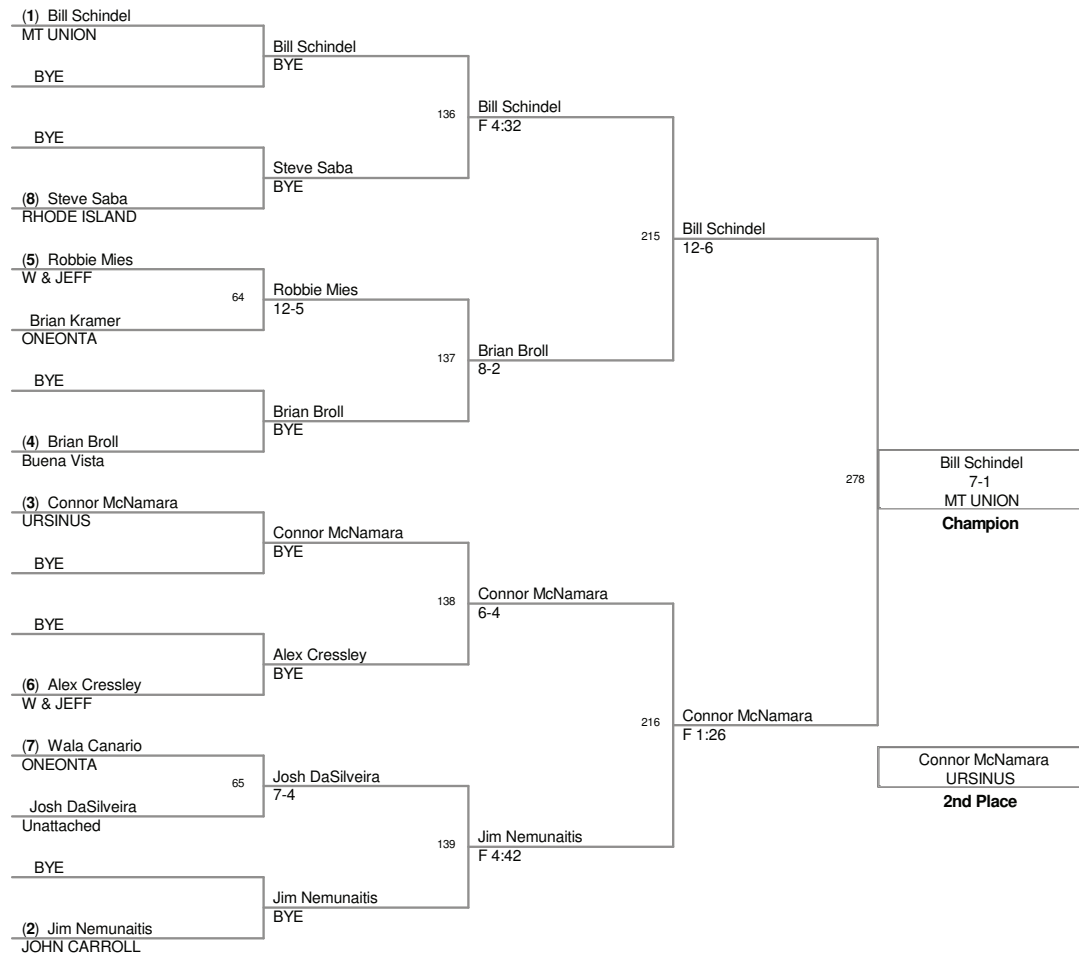 (1) Bill Schindel
MT UNION
Bill Schindel
BYE
BYE
136
Bill Schindel
F 4:32
BYE
Steve Saba
BYE
(8) Steve Saba
RHODE ISLAND
215
Bill Schindel
12-6
(5) Robbie Mies
W & JEFF
64
Robbie Mies
12-5
Brian Kramer
ONEONTA
137
Brian Broll
8-2
BYE
Brian Broll
BYE
(4) Brian Broll
Buena Vista
278
Bill Schindel
7-1
MT UNION
Champion
(3) Connor McNamara
URSINUS
Connor McNamara
BYE
BYE
138
Connor McNamara
6-4
BYE
Alex Cressley
BYE
(6) Alex Cressley
W & JEFF
216
Connor McNamara
F 1:26
(7) Wala Canario
ONEONTA
65
Josh DaSilveira
7-4
Josh DaSilveira
Unattached
139
Jim Nemunaitis
F 4:42
BYE
Jim Nemunaitis
BYE
(2) Jim Nemunaitis
JOHN CARROLL
Connor McNamara
URSINUS
2nd Place